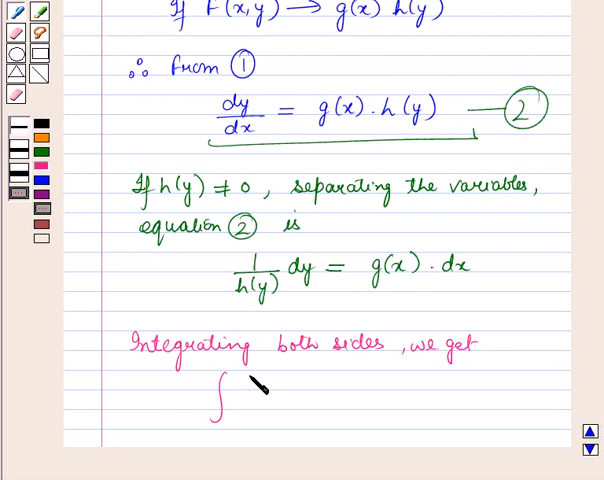 If F(x,y) → g(x) h(y)
∴ from ①
dy/dx = g(x) · h(y) — ②
If h(y) ≠ 0, separating the variables,
equation ② is
1/h(y) dy = g(x) · dx
Integrating both sides, we get
∫